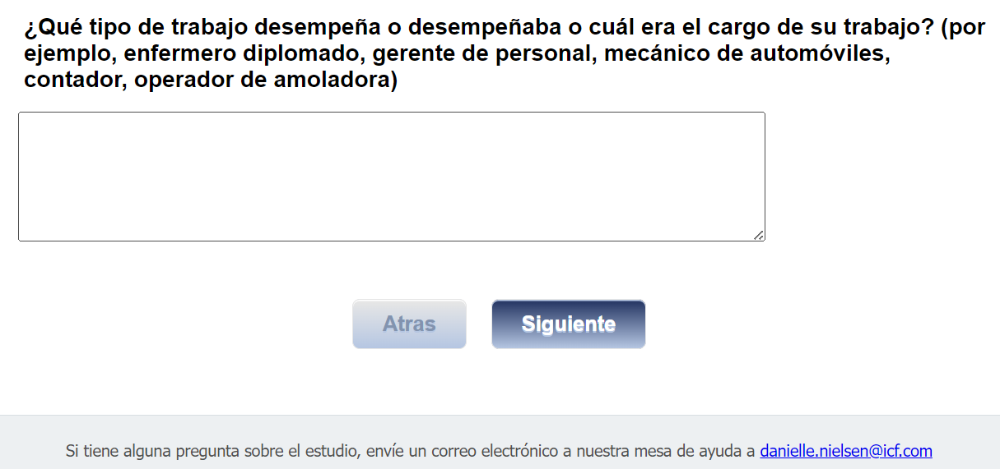 ¿Qué tipo de trabajo desempeña o desempeñaba o cuál era el cargo de su trabajo? (por
ejemplo, enfermero diplomado, gerente de personal, mecánico de automóviles,
contador, operador de amoladora)
Atras
Siguiente
Si tiene alguna pregunta sobre el estudio, envíe un correo electrónico a nuestra mesa de ayuda a danielle.nielsen@icf.com